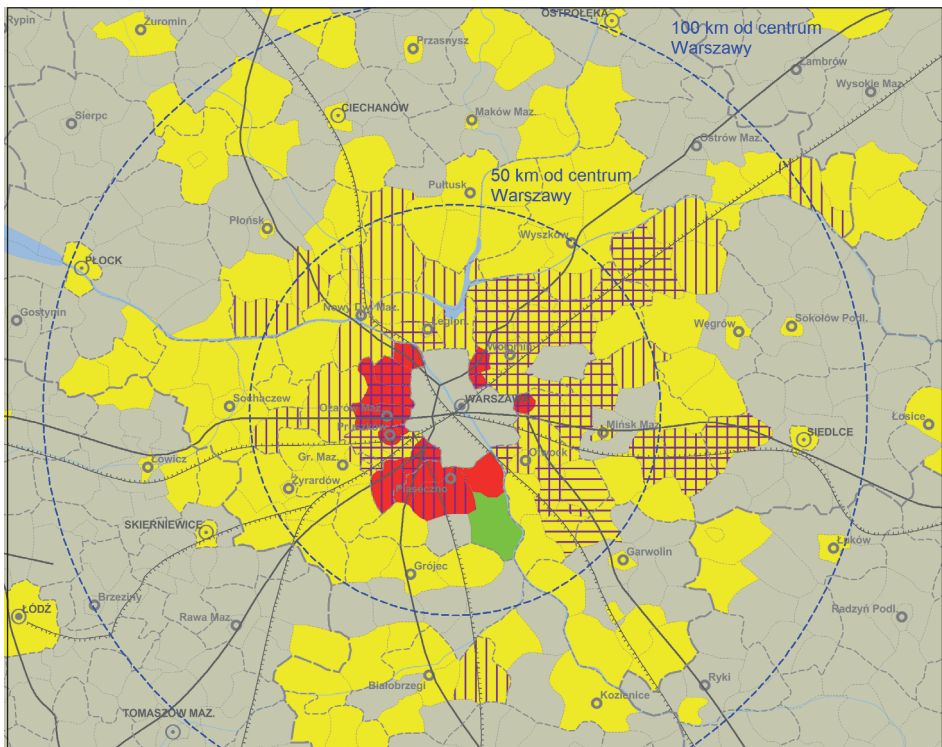 Rypin
Żuromin
OSTROŁĘKA
100 km od centrum
Warszawy
Przasnysz
Zambrów
Wysokie Maz.
CIECHANÓW
Maków Maz.
Sierpc
Ostrów Maz.
50 km od centrum
Warszawy
Pułtusk
Płońsk
Wyszków
PŁOCK
Gostynin
Nowy Dw. Maz.
Legion.
Węgrów
Sokołów Podl.
Wołomin
Sochaczew
WARSZAWA
Ożarów Maz.
Łosice
Mińsk Maz.
SIEDLCE
Gr. Maz.
Otwock
Łowicz
Żyrardów
Piaseczno
SKIERNIEWICE
Łuków
Garwolin
Grójec
Brzeziny
ŁÓDŹ
Rawa Maz.
Radzyń Podl.
Białobrzegi
Ryki
Kozienice
TOMASZÓW MAZ.